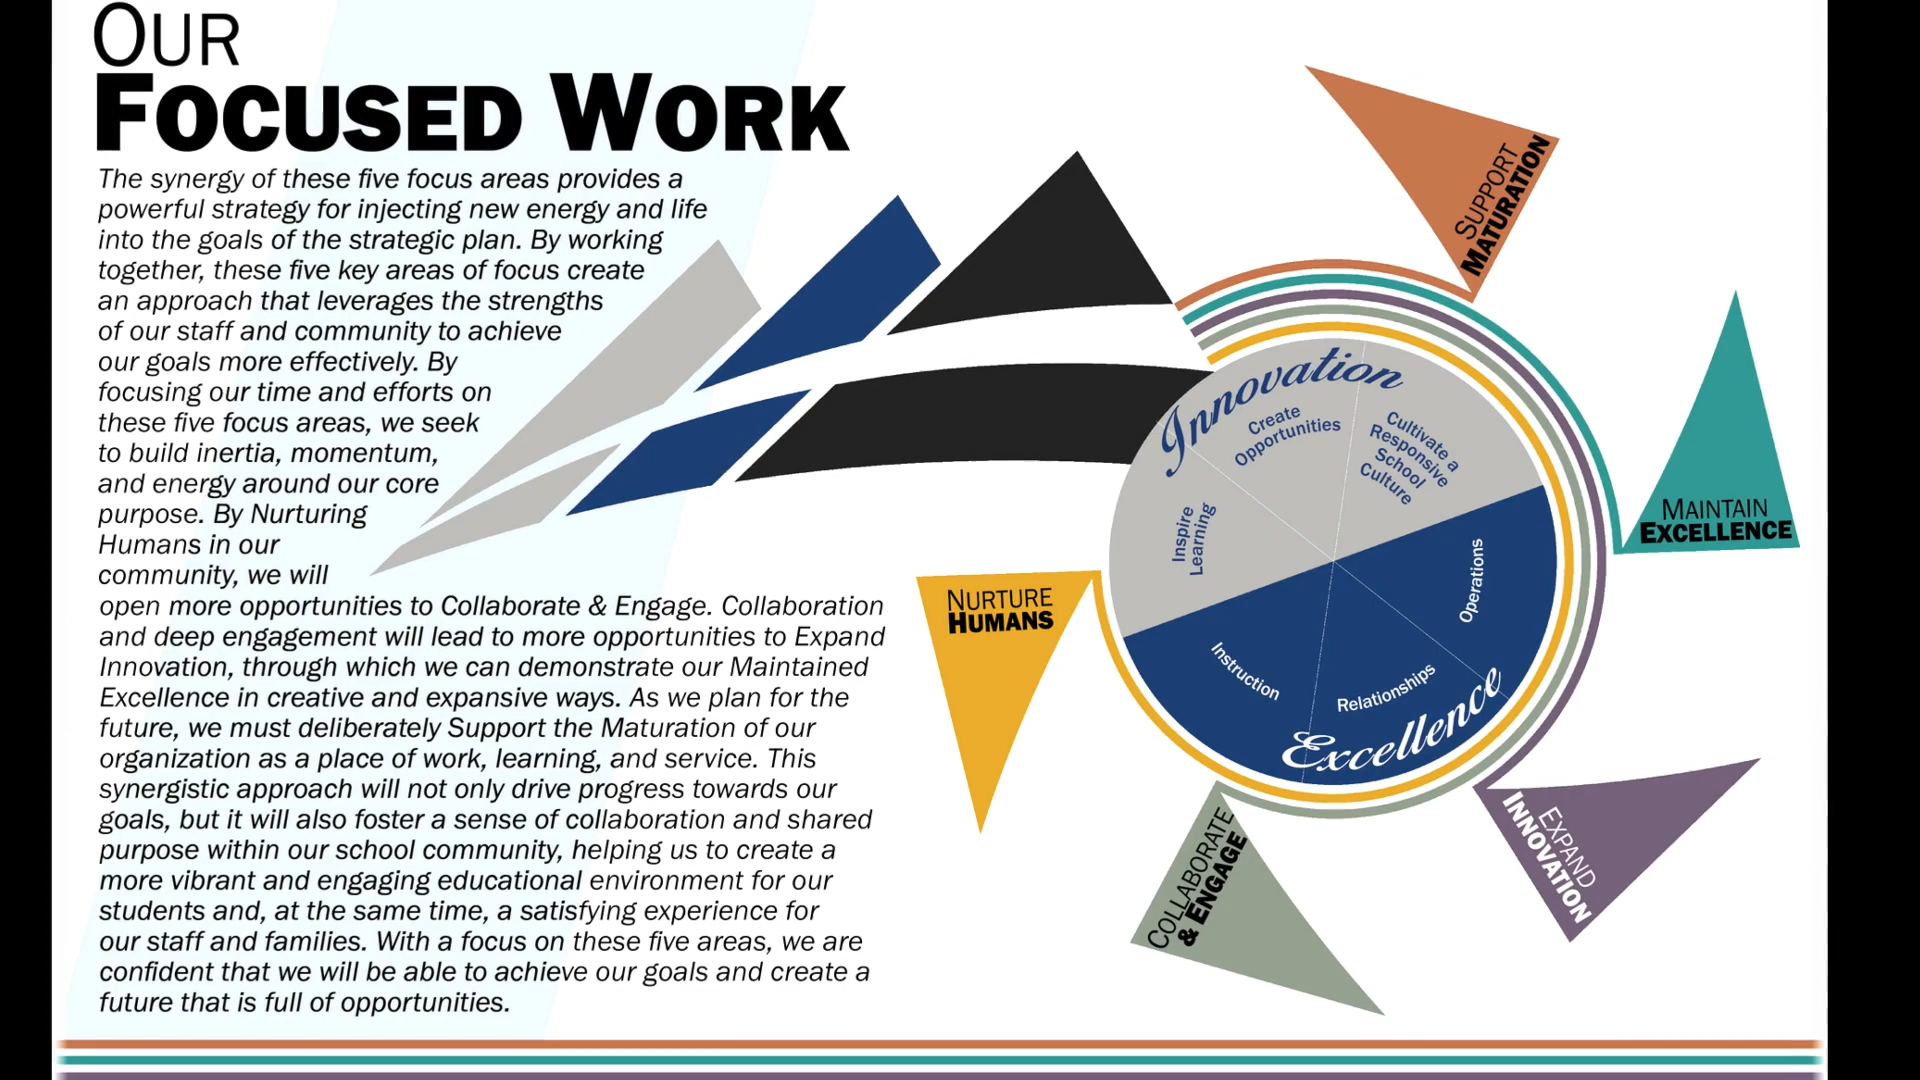 OUR
FOCUSED WORK
The synergy of these five focus areas provides a
powerful strategy for injecting new energy and life
into the goals of the strategic plan. By working
together, these five key areas of focus create
an approach that leverages the strengths
of our staff and community to achieve
our goals more effectively. By
focusing our time and efforts on
these five focus areas, we seek
to build inertia, momentum,
and energy around our core
purpose. By Nurturing
Humans in our
community, we will
open more opportunities to Collaborate & Engage. Collaboration
and deep engagement will lead to more opportunities to Expand
Innovation, through which we can demonstrate our Maintained
Excellence in creative and expansive ways. As we plan for the
future, we must deliberately Support the Maturation of our
organization as a place of work, learning, and service. This
synergistic approach will not only drive progress towards our
goals, but it will also foster a sense of collaboration and shared
purpose within our school community, helping us to create a
more vibrant and engaging educational environment for our
students and, at the same time, a satisfying experience for
our staff and families. With a focus on these five areas, we are
confident that we will be able to achieve our goals and create a
future that is full of opportunities.
SUPPORT
MATURATION
MAINTAIN
EXCELLENCE
EXPAND
INNOVATION
COLLABORATE
& ENGAGE
NURTURE
HUMANS
Innovation
Inspire
Learning
Create
Opportunities
Cultivate a
Responsive
School
Culture
Operations
Relationships
Instruction
Excellence